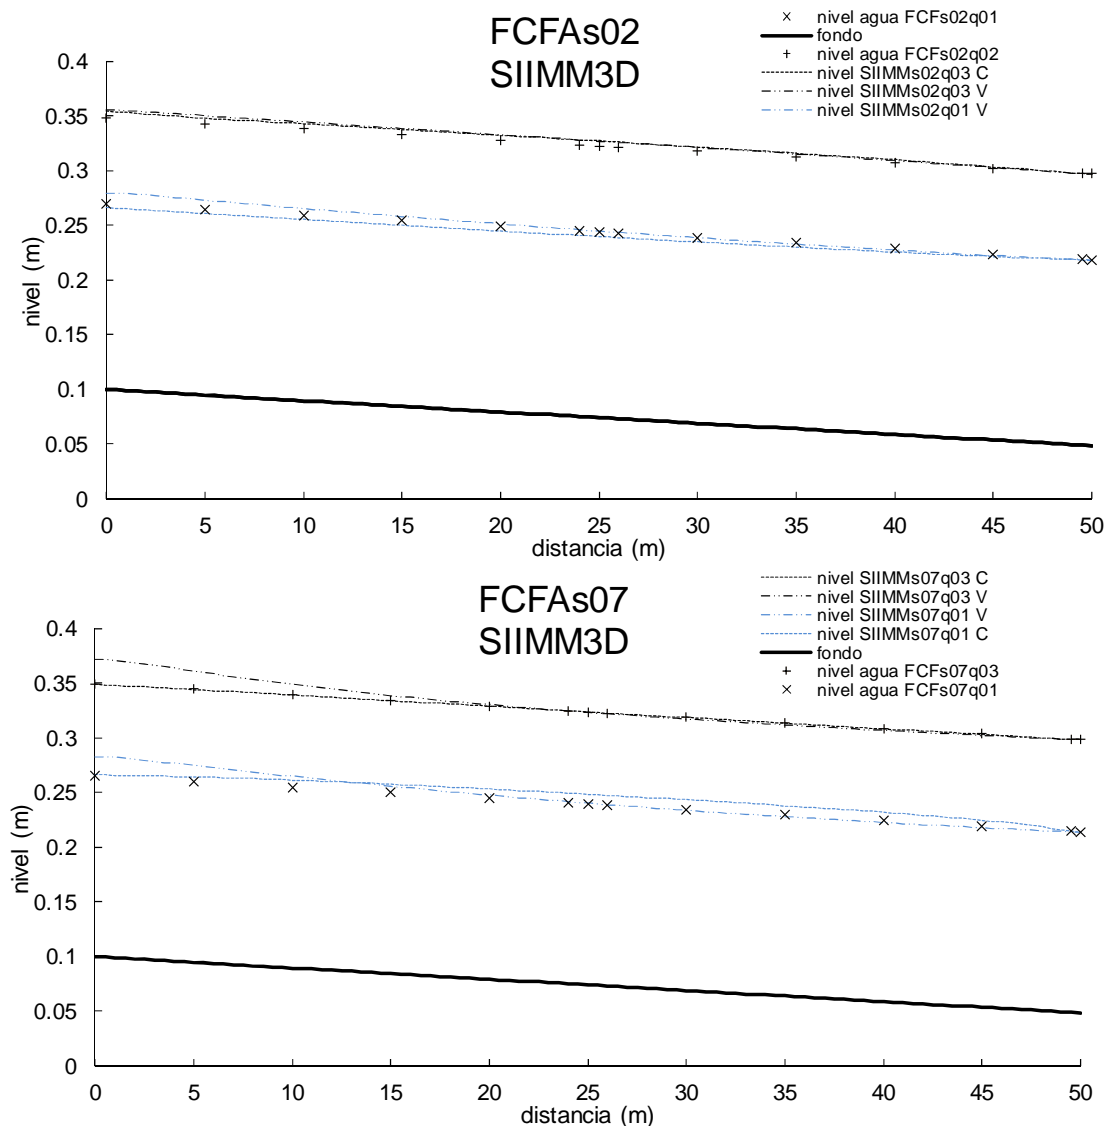 FCFAs02
SIIMM3D
nivel agua FCFs02q01
fondo
nivel agua FCFs02q02
nivel SIIMMs02q03 C
nivel SIIMMs02q03 V
nivel SIIMMs02q01 V
0.4
0.35
0.3
0.25
0.2
0.15
0.1
0.05
0
nivel (m)
0 5 10 15 20 25 30 35 40 45 50
distancia (m)
FCFAs07
SIIMM3D
nivel SIIMMs07q03 C
nivel SIIMMs07q03 V
nivel SIIMMs07q01 V
nivel SIIMMs07q01 C
fondo
nivel agua FCFs07q03
nivel agua FCFs07q01
0.4
0.35
0.3
0.25
0.2
0.15
0.1
0.05
0
nivel (m)
0 5 10 15 20 25 30 35 40 45 50
distancia (m)